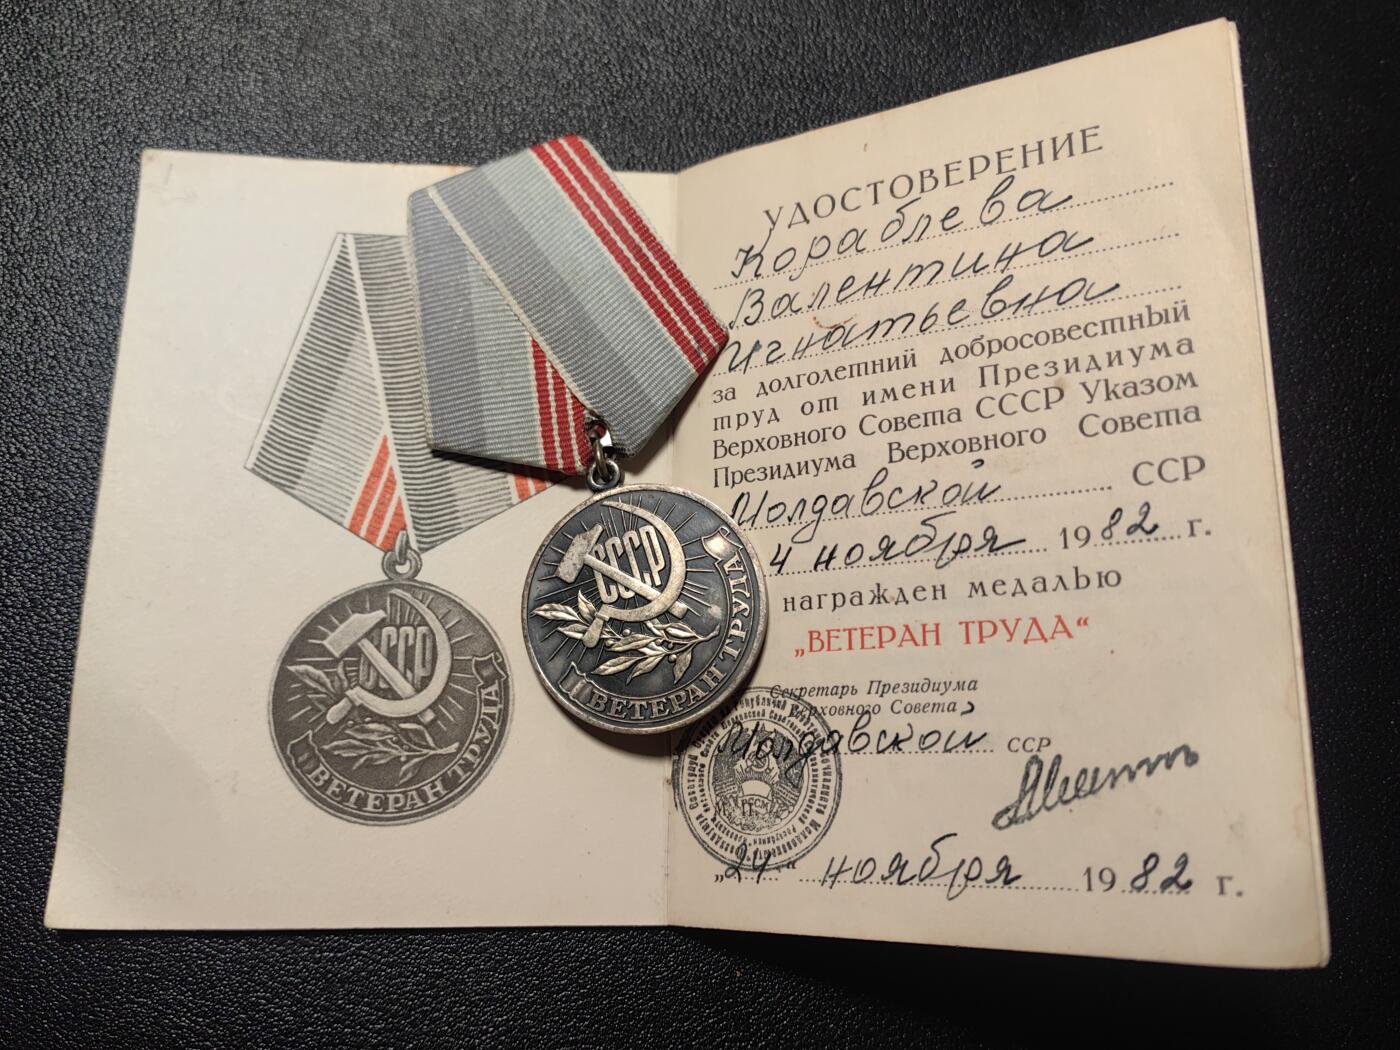 СССР
ВЕТЕРАН ТРУДА
СССР
ВЕТЕРАН ТРУДА
УДОСТОВЕРЕНИЕ
Кораблева
Валентина
Игнатьевна
за долголетний добросовестный
труд от имени Президиума
Верховного Совета СССР Указом
Президиума Верховного Совета
Молдавской ССР
4 ноября 1982 г.
награжден медалью
„ВЕТЕРАН ТРУДА“
Секретарь Президиума
Верховного Совета
Молдавской ССР
„24“ ноября 1982 г.